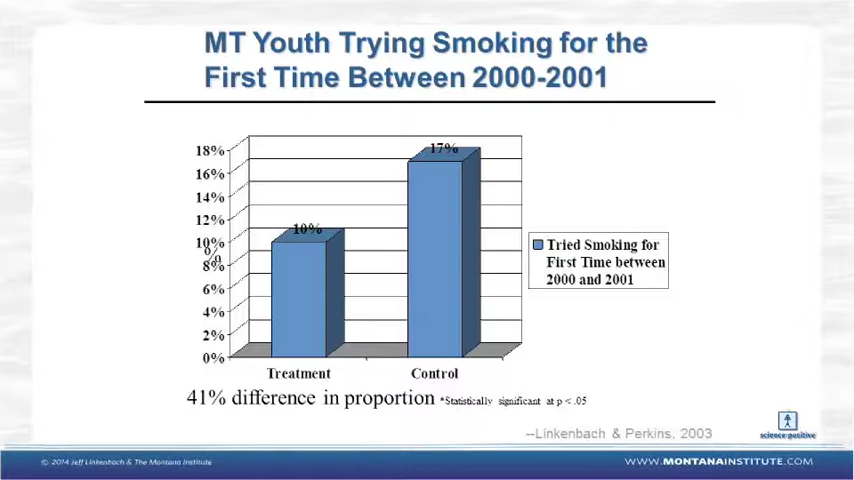 MT Youth Trying Smoking for the
First Time Between 2000-2001
18%
16%
14%
12%
10%
8%
6%
4%
2%
0%
%
10%
17%
Treatment
Control
Tried Smoking for
First Time between
2000 and 2001
41% difference in proportion *Statistically significant at p < .05
--Linkenbach & Perkins, 2003
science+positive
© 2014 Jeff Linkenbach & The Montana Institute
WWW.MONTANAINSTITUTE.COM